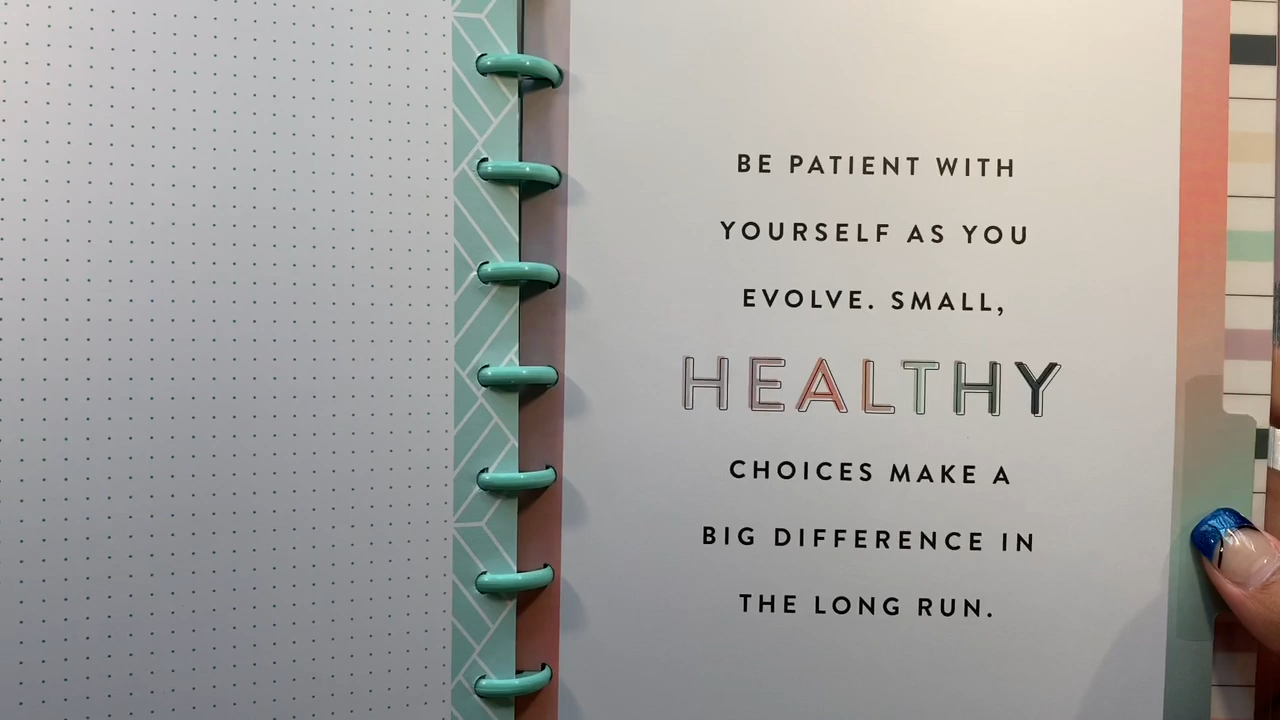 BE PATIENT WITH
YOURSELF AS YOU
EVOLVE. SMALL,
HEALTHY
CHOICES MAKE A
BIG DIFFERENCE IN
THE LONG RUN.